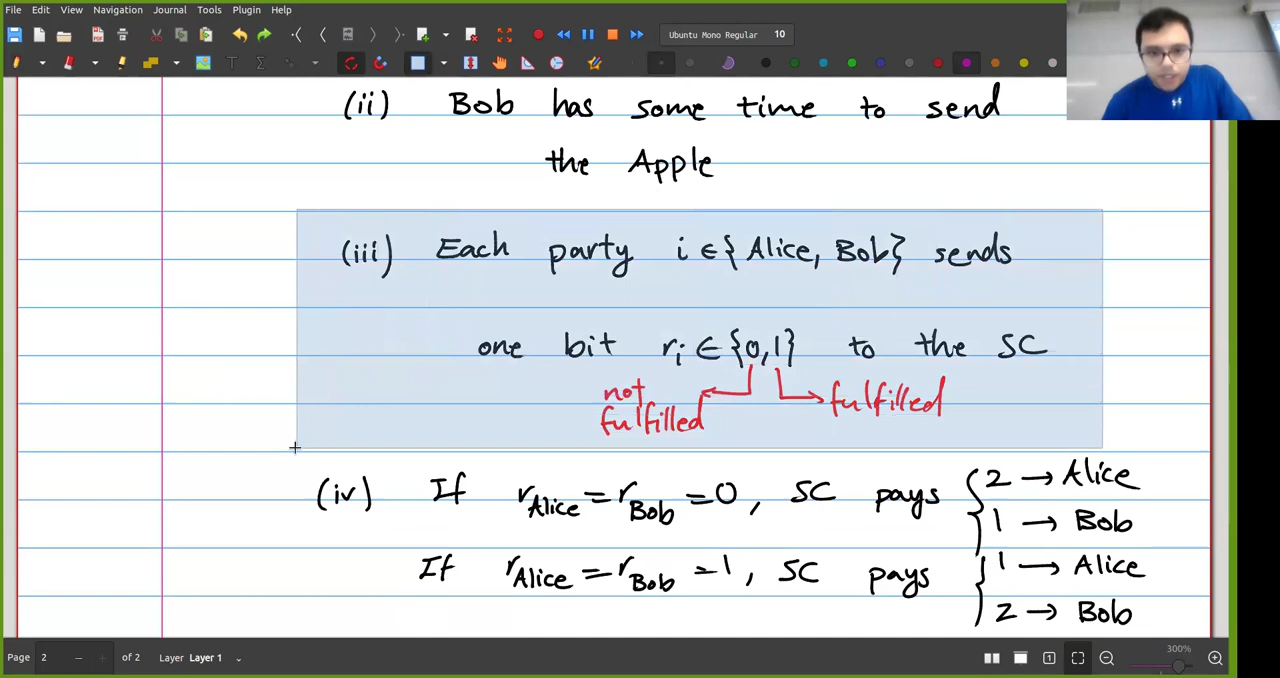 File Edit View Navigation Journal Tools Plugin Help
Ubuntu Mono Regular 10
(ii) Bob has some time to send
the Apple
(iii) Each party i ∈ {Alice, Bob} sends
one bit rᵢ ∈ {0,1} to the SC
not fulfilled
fulfilled
(iv) If r_Alice = r_Bob = 0, SC pays { 2 → Alice
1 → Bob
If r_Alice = r_Bob = 1, SC pays { 1 → Alice
2 → Bob
Page 2 of 2 Layer Layer 1 300%